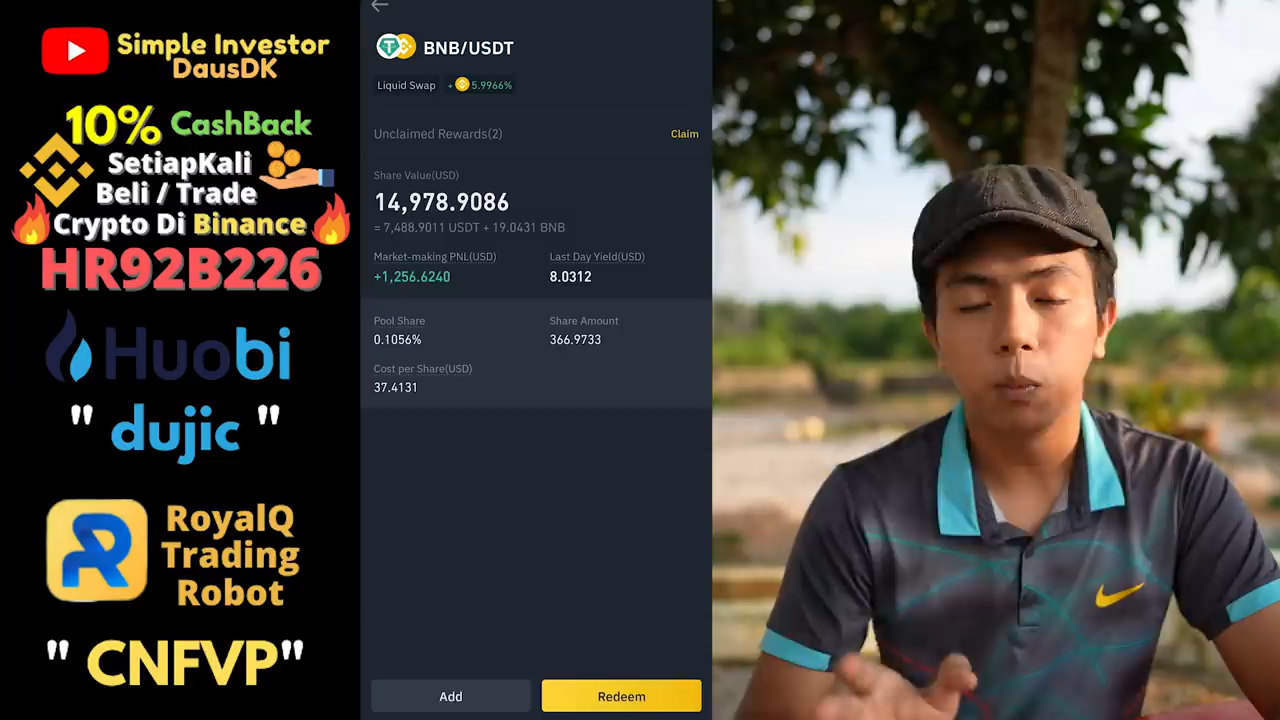 Simple Investor
DausDK
10% CashBack
SetiapKali
Beli / Trade
Crypto Di Binance
HR92B226
Huobi
" dujic "
RoyalQ
Trading
Robot
" CNFVP"
BNB/USDT
Liquid Swap + 5.9966%
Unclaimed Rewards(2) Claim
Share Value(USD)
14,978.9086
= 7,488.9011 USDT + 19.0431 BNB
Market-making PNL(USD) Last Day Yield(USD)
+1,256.6240 8.0312
Pool Share Share Amount
0.1056% 366.9733
Cost per Share(USD)
37.4131
Add Redeem